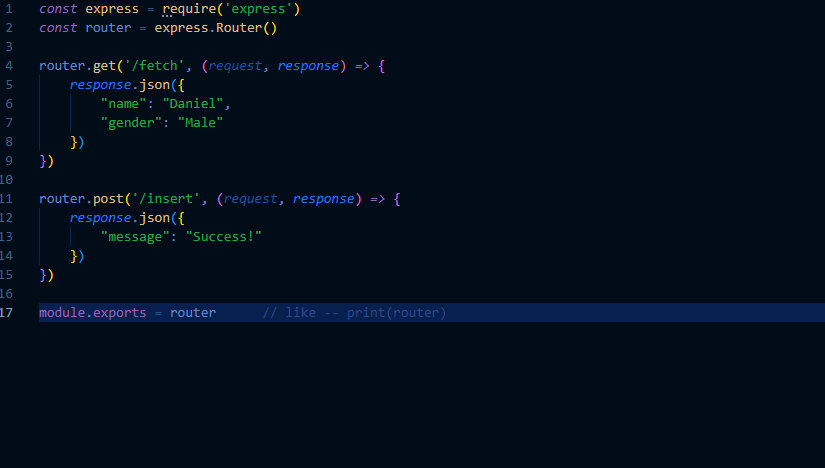 1 const express = require('express')
2 const router = express.Router()
3
4 router.get('/fetch', (request, response) => {
5     response.json({
6         "name": "Daniel",
7         "gender": "Male"
8     })
9 })
10
11 router.post('/insert', (request, response) => {
12     response.json({
13         "message": "Success!"
14     })
15 })
16
17 module.exports = router      // like -- print(router)